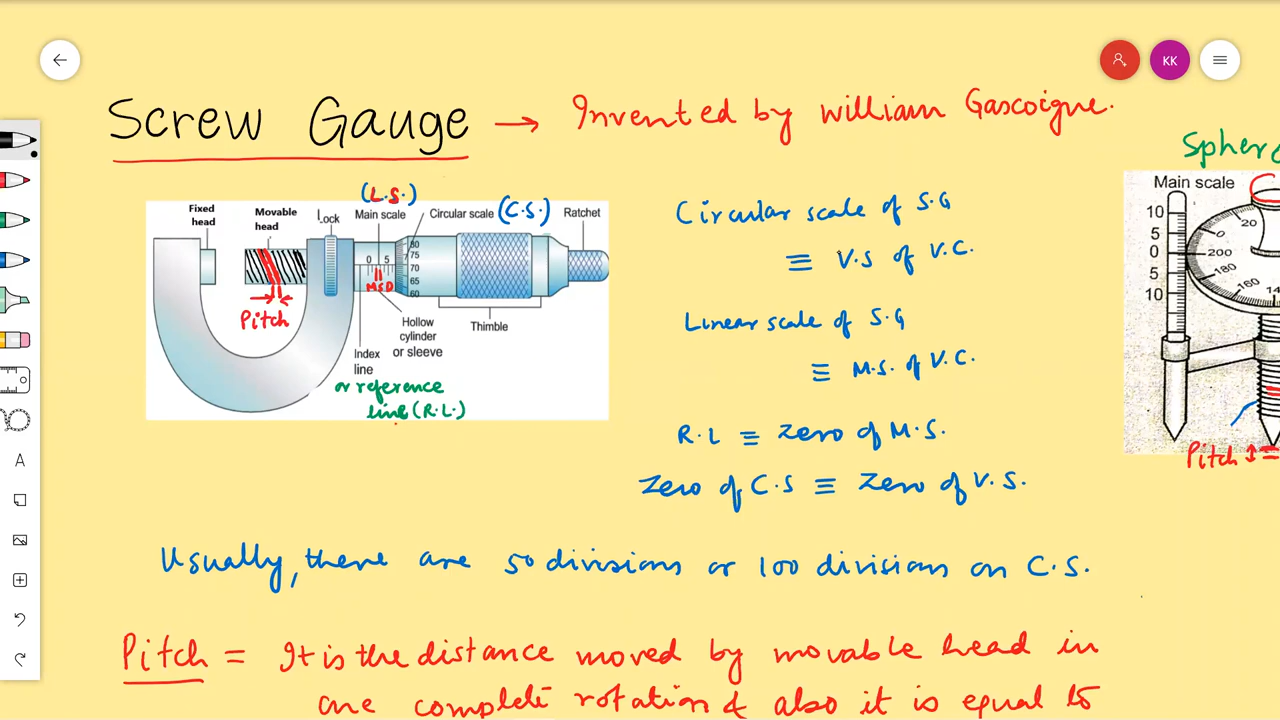 KK
Screw Gauge → Invented by william Gascoigne.
Sphero
(L.S.)
Fixed head
Movable head
Lock
Main scale
Circular scale (C.S.)
Ratchet
0 5
80
75
70
65
60
MSD
Pitch
Hollow cylinder or sleeve
Thimble
Index line
or reference line (R.L.)
Circular scale of S.G
≡ V.S of V.C.
Linear scale of S.G
≡ M.S. of V.C.
R.L ≡ Zero of M.S.
Zero of C.S ≡ Zero of V.S.
Main scale
10
5
0
5
10
0
20
200
180
160
14
Pitch ↕ =
Usually, there are 50 divisions or 100 divisions on C.S.
Pitch = It is the distance moved by movable head in
one complete rotation & also it is equal to
A